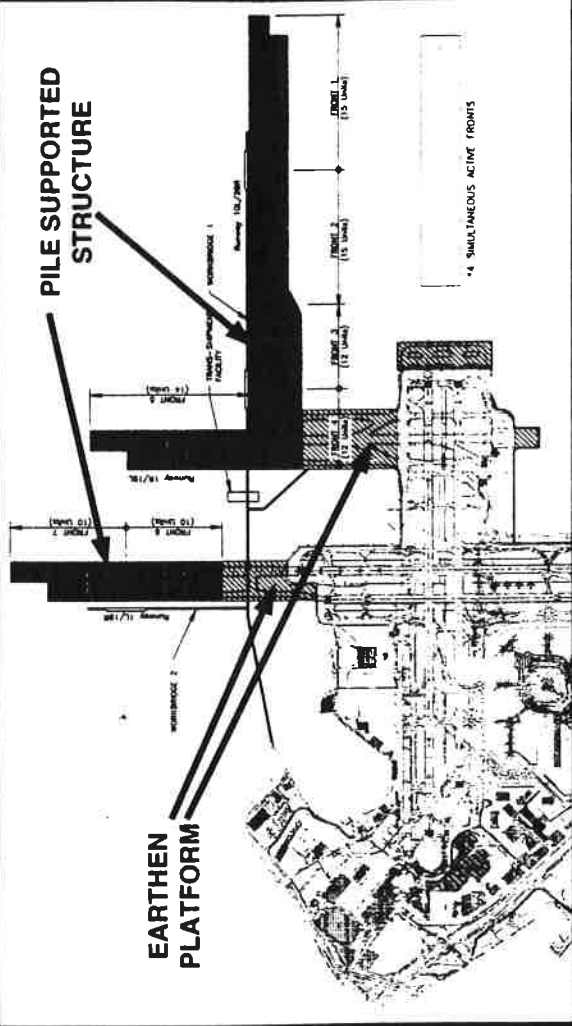 PILE SUPPORTED
STRUCTURE
EARTHEN
PLATFORM
Runway 10L/28R
WORKBRIDGE 1
TRANS-SHIPMENT
FACILITY
FRONT 1
(15 Units)
FRONT 2
(15 Units)
FRONT 3
(12 Units)
FRONT 4
FRONT 5
(14 Units)
Runway 1R/19L
FRONT 7
(10 Units)
FRONT 6
(10 Units)
Runway 1L/19R
WORKBRIDGE 2
*4 SIMULTANEOUS ACTIVE FRONTS